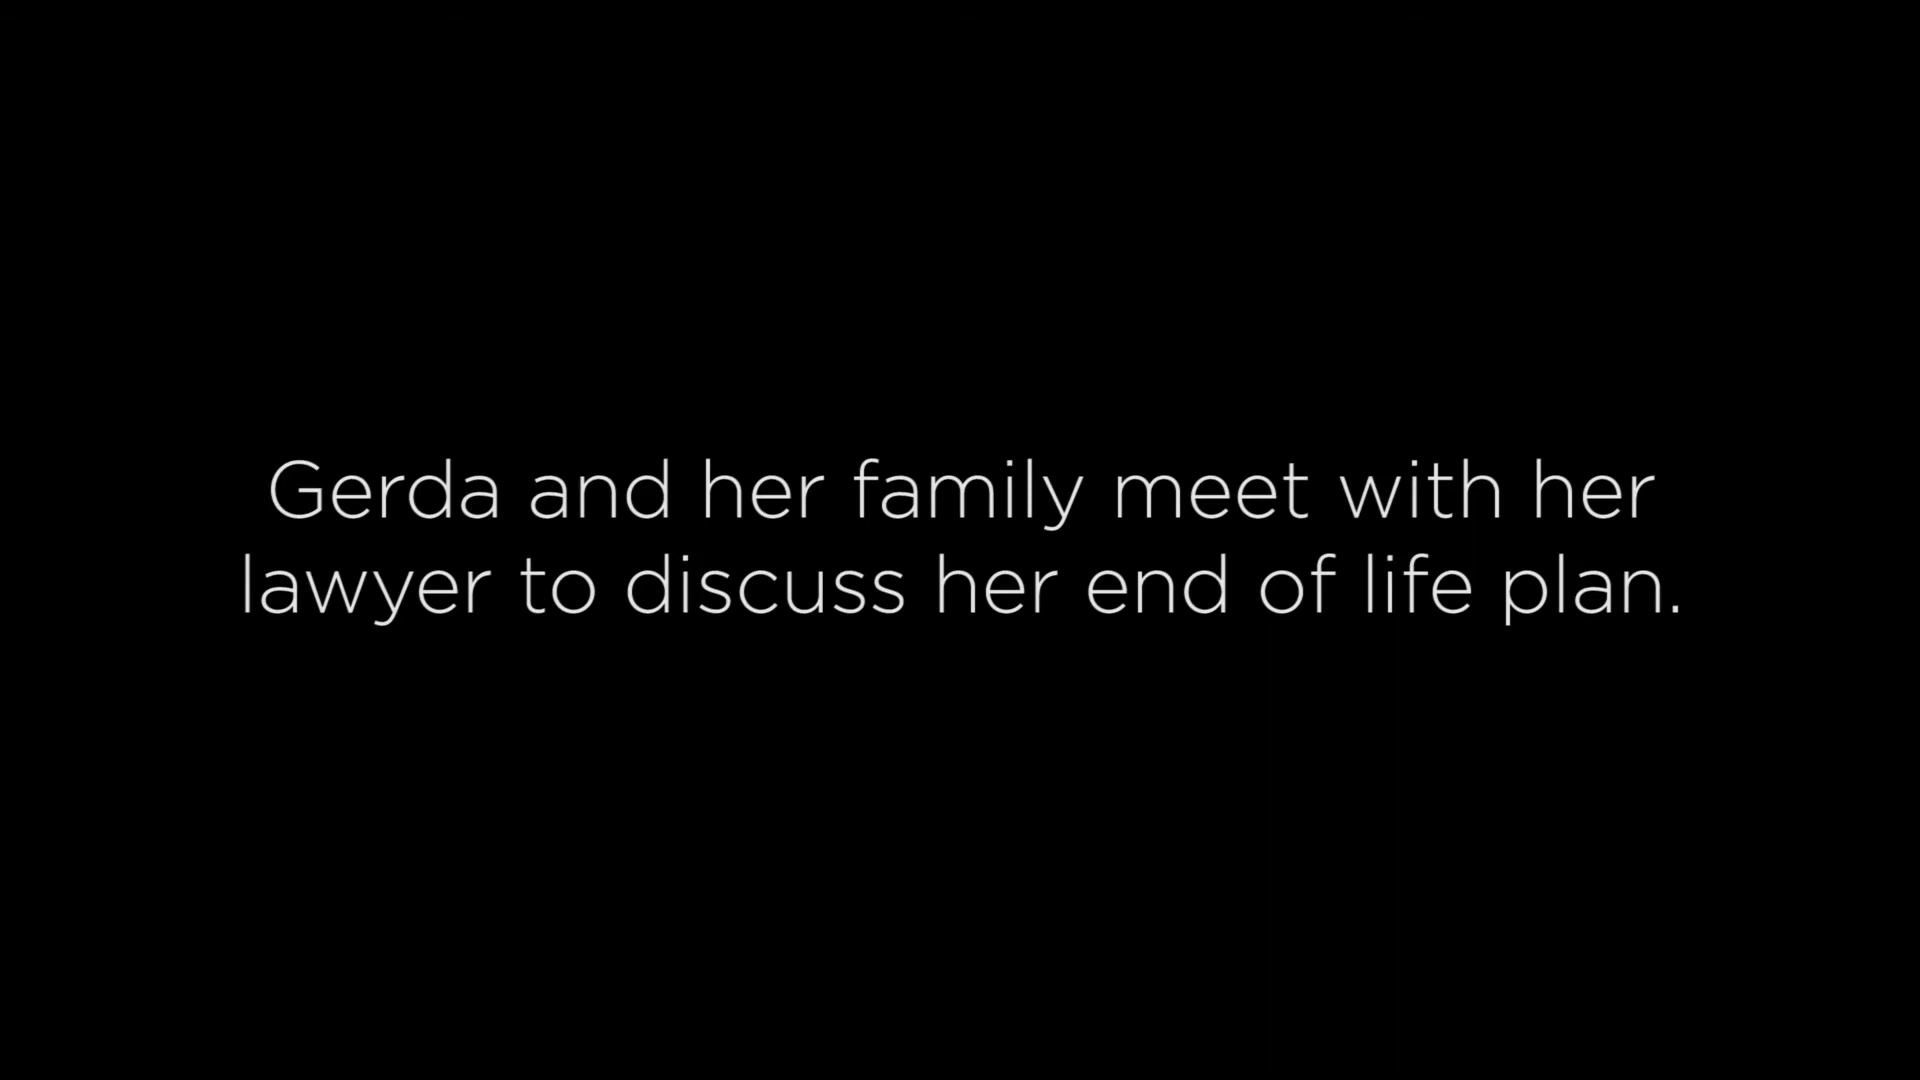 Gerda and her family meet with her
lawyer to discuss her end of life plan.